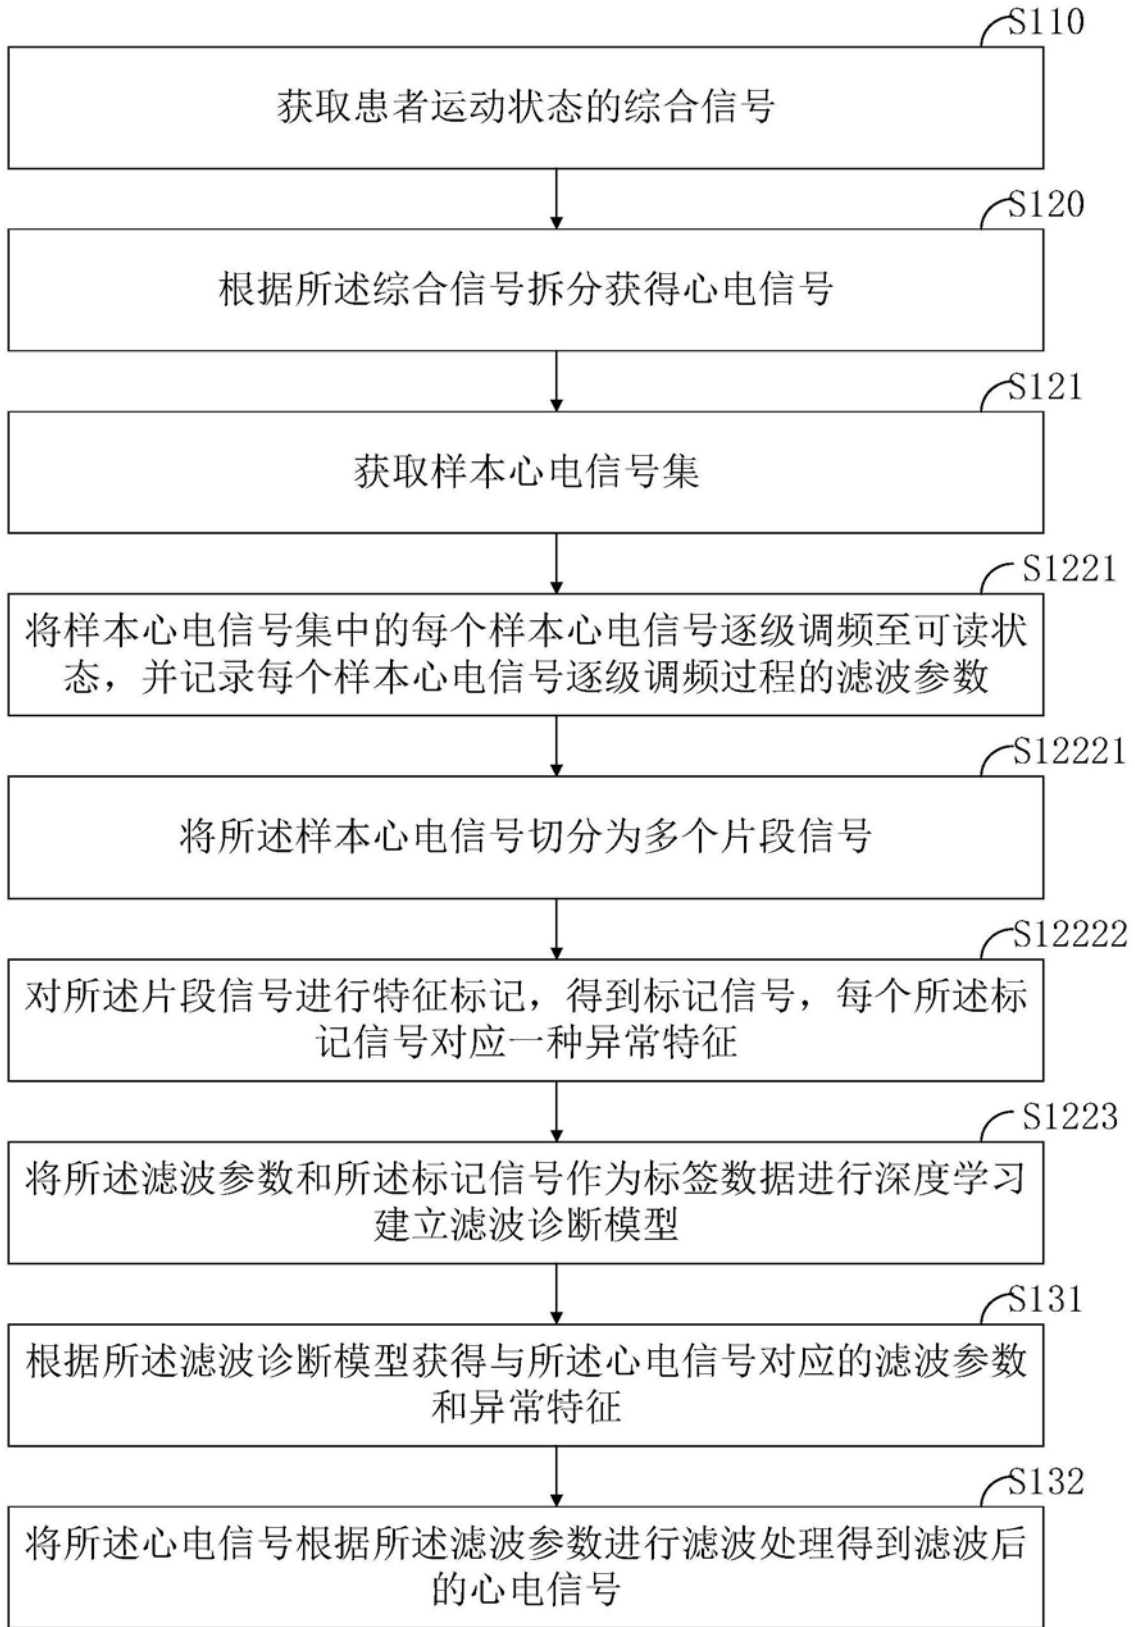 S110
获取患者运动状态的综合信号
S120
根据所述综合信号拆分获得心电信号
S121
获取样本心电信号集
S1221
将样本心电信号集中的每个样本心电信号逐级调频至可读状
态，并记录每个样本心电信号逐级调频过程的滤波参数
S12221
将所述样本心电信号切分为多个片段信号
S12222
对所述片段信号进行特征标记，得到标记信号，每个所述标
记信号对应一种异常特征
S1223
将所述滤波参数和所述标记信号作为标签数据进行深度学习
建立滤波诊断模型
S131
根据所述滤波诊断模型获得与所述心电信号对应的滤波参数
和异常特征
S132
将所述心电信号根据所述滤波参数进行滤波处理得到滤波后
的心电信号